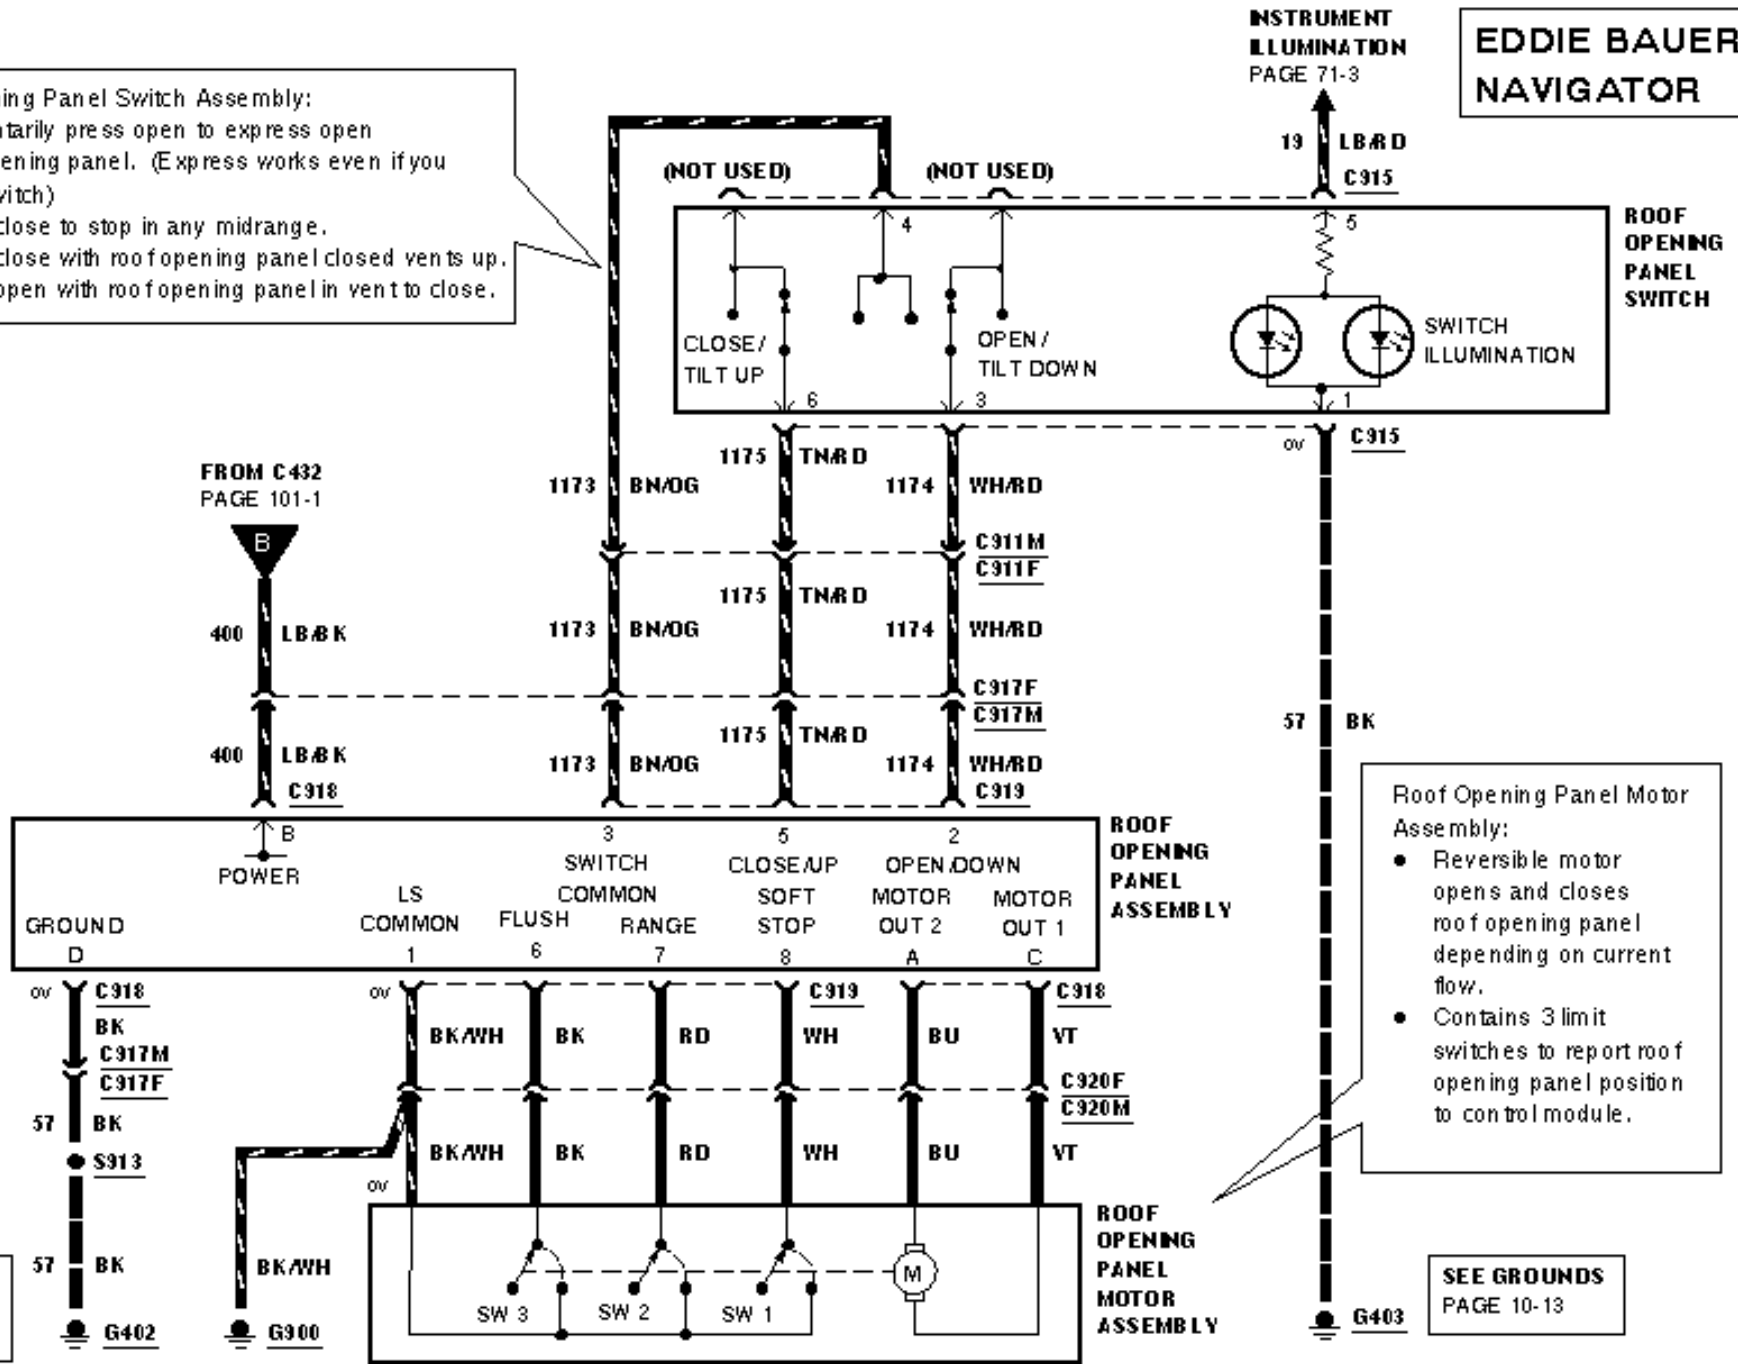 INSTRUMENT
ILLUMINATION
PAGE 71-3
EDDIE BAUER
NAVIGATOR
ing Panel Switch Assembly:
tarily press open to express open
ening panel. (Express works even if you
vitch)
close to stop in any midrange.
close with roof opening panel closed vents up.
open with roof opening panel in vent to close.
19 LB/RD
C915
(NOT USED)
(NOT USED)
4
5
ROOF
OPENING
PANEL
SWITCH
CLOSE/
TILT UP
OPEN/
TILT DOWN
SWITCH
ILLUMINATION
6
3
1
0V
C915
FROM C432
PAGE 101-1
B
1173 BN/OG
1175 TN/RD
1174 WH/RD
C911M
C911F
400 LB/BK
1173 BN/OG
1175 TN/RD
1174 WH/RD
C917F
C917M
57 BK
400 LB/BK
1173 BN/OG
1175 TN/RD
1174 WH/RD
C918
C919
B
POWER
3
SWITCH
COMMON
5
CLOSE/UP
2
OPEN/DOWN
ROOF
OPENING
PANEL
ASSEMBLY
GROUND
D
LS
COMMON
1
FLUSH
6
RANGE
7
SOFT
STOP
8
MOTOR
OUT 2
A
MOTOR
OUT 1
C
Roof Opening Panel Motor
Assembly:
● Reversible motor
opens and closes
roof opening panel
depending on current
flow.
● Contains 3 limit
switches to report roof
opening panel position
to control module.
0V
C918
0V
C919
C918
BK
BK/WH
BK
RD
WH
BU
VT
C917M
C917F
C920F
C920M
57 BK
S913
BK/WH
BK
RD
WH
BU
VT
0V
57 BK
BK/WH
G402
G900
SW 3
SW 2
SW 1
M
ROOF
OPENING
PANEL
MOTOR
ASSEMBLY
G403
SEE GROUNDS
PAGE 10-13